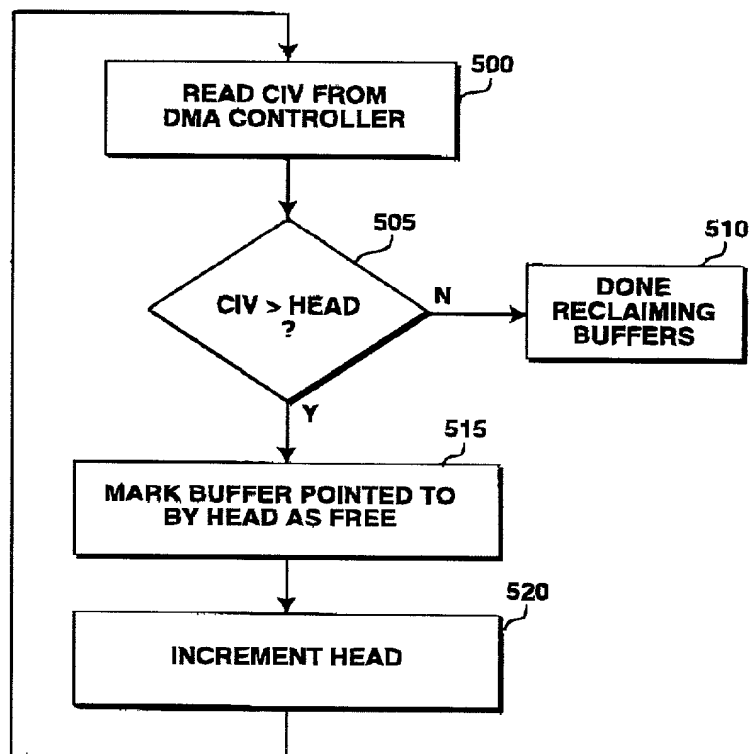 500
READ CIV FROM
DMA CONTROLLER
505
CIV > HEAD
?
N
510
DONE
RECLAIMING
BUFFERS
Y
515
MARK BUFFER POINTED TO
BY HEAD AS FREE
520
INCREMENT HEAD